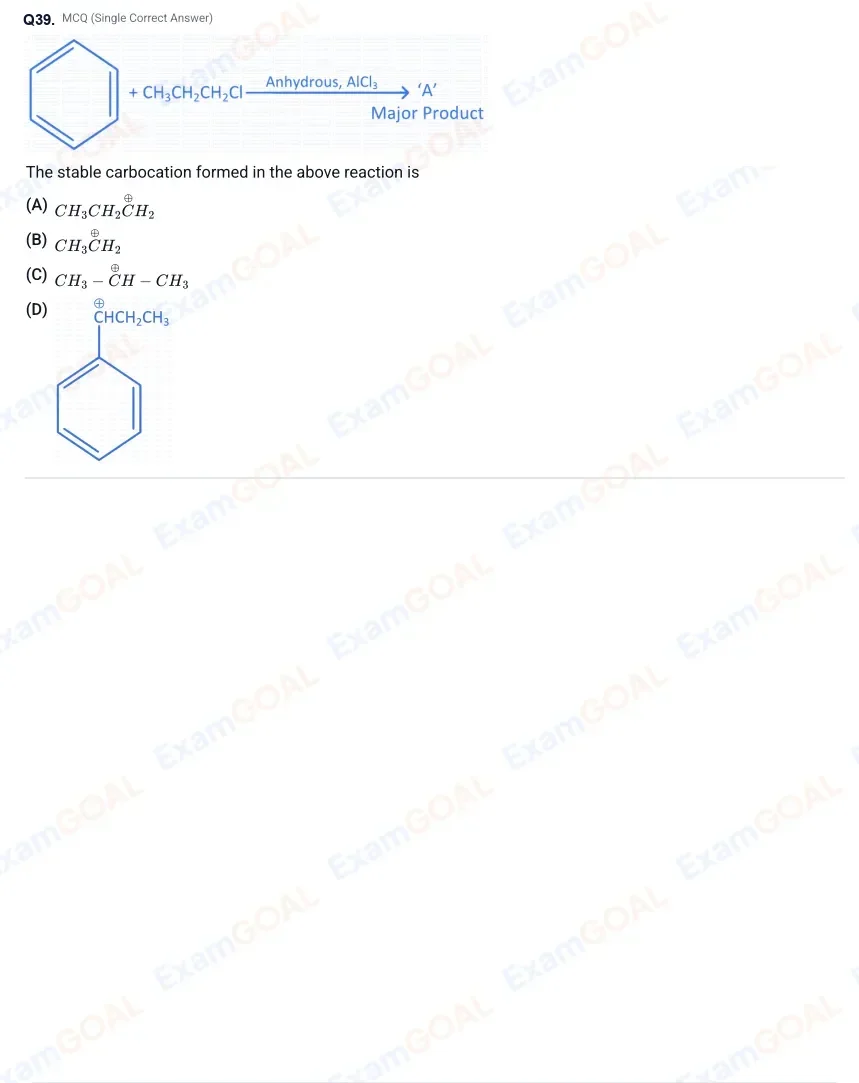 Q39. MCQ (Single Correct Answer)
+ CH₃CH₂CH₂Cl Anhydrous, AlCl₃ 'A'
Major Product
The stable carbocation formed in the above reaction is
(A) CH₃CH₂C⊕H₂
(B) CH₃C⊕H₂
(C) CH₃ − C⊕H − CH₃
(D) ⊕
CHCH₂CH₃
ExamGOAL